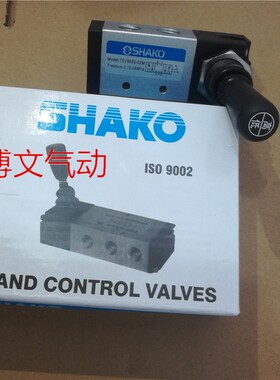 SHAKO
SHAKO
博文气动
ISO 9002
AND CONTROL VALVES